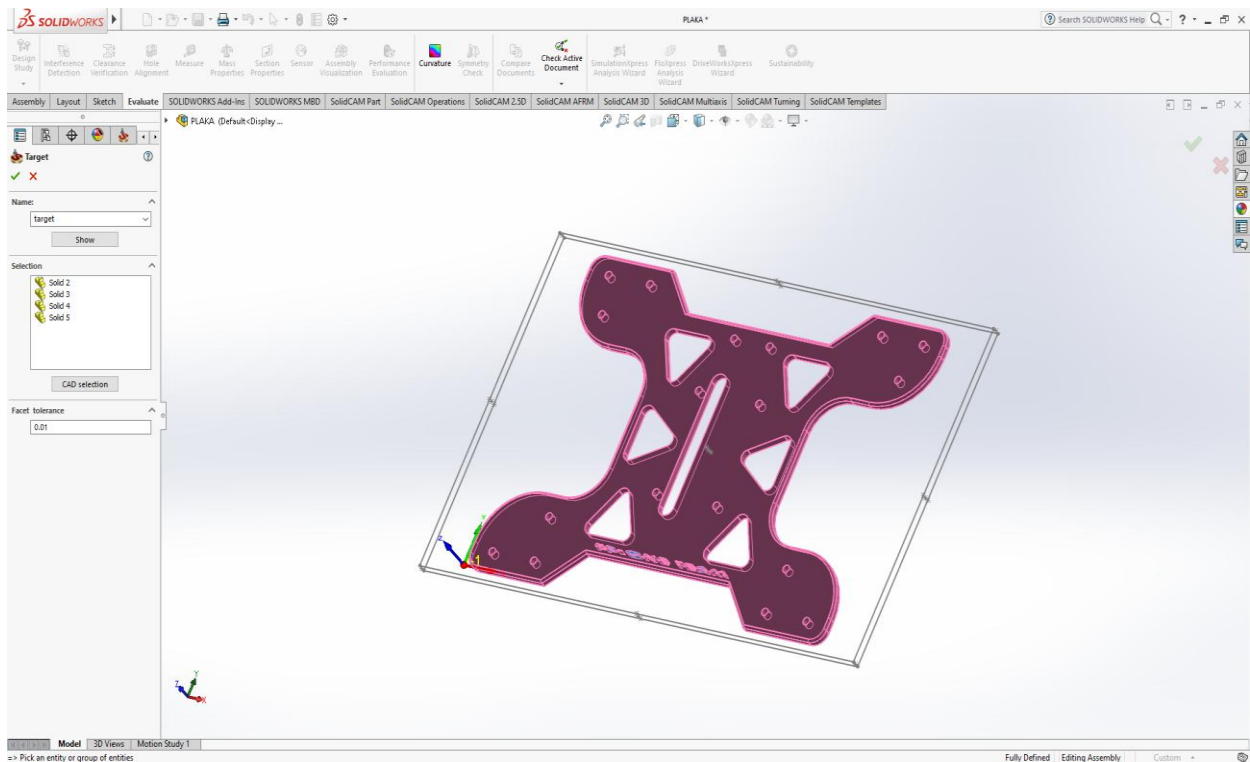 SOLIDWORKS
PLAKA *
Search SOLIDWORKS Help
Design Study
Interference Detection
Clearance Verification
Hole Alignment
Measure
Mass Properties
Section Properties
Sensor
Assembly Visualization
Performance Evaluation
Curvature
Symmetry Check
Compare Documents
Check Active Document
SimulationXpress Analysis Wizard
FloXpress Analysis Wizard
DriveWorksXpress Wizard
Sustainability
Assembly Layout Sketch Evaluate SOLIDWORKS Add-Ins SOLIDWORKS MBD SolidCAM Part SolidCAM Operations SolidCAM 2.5D SolidCAM AFRM SolidCAM 3D SolidCAM Multiaxis SolidCAM Turning SolidCAM Templates
PLAKA (Default<Display ...
Target
Name:
target
Show
Selection
Solid 2
Solid 3
Solid 4
Solid 5
CAD selection
Facet tolerance
0.01
Z
Y
1
Y
Z
X
Model 3D Views Motion Study 1
=> Pick an entity or group of entities
Fully Defined Editing Assembly Custom